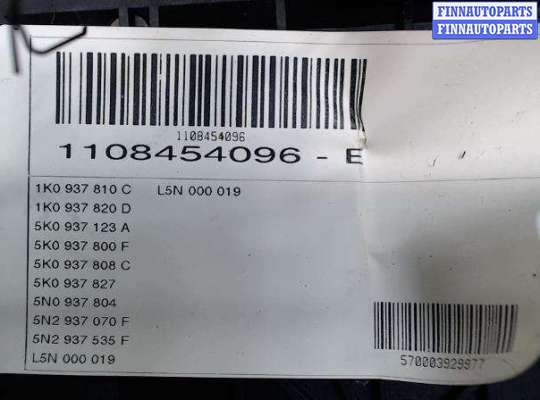 FINNAUTOPARTS
FINNAUTOPARTS
1108454096
1108454096 - E
1K0 937 810 C L5N 000 019
1K0 937 820 D
5K0 937 123 A
5K0 937 800 F
5K0 937 808 C
5K0 937 827
5N0 937 804
5N2 937 070 F
5N2 937 535 F
L5N 000 019
570003929977